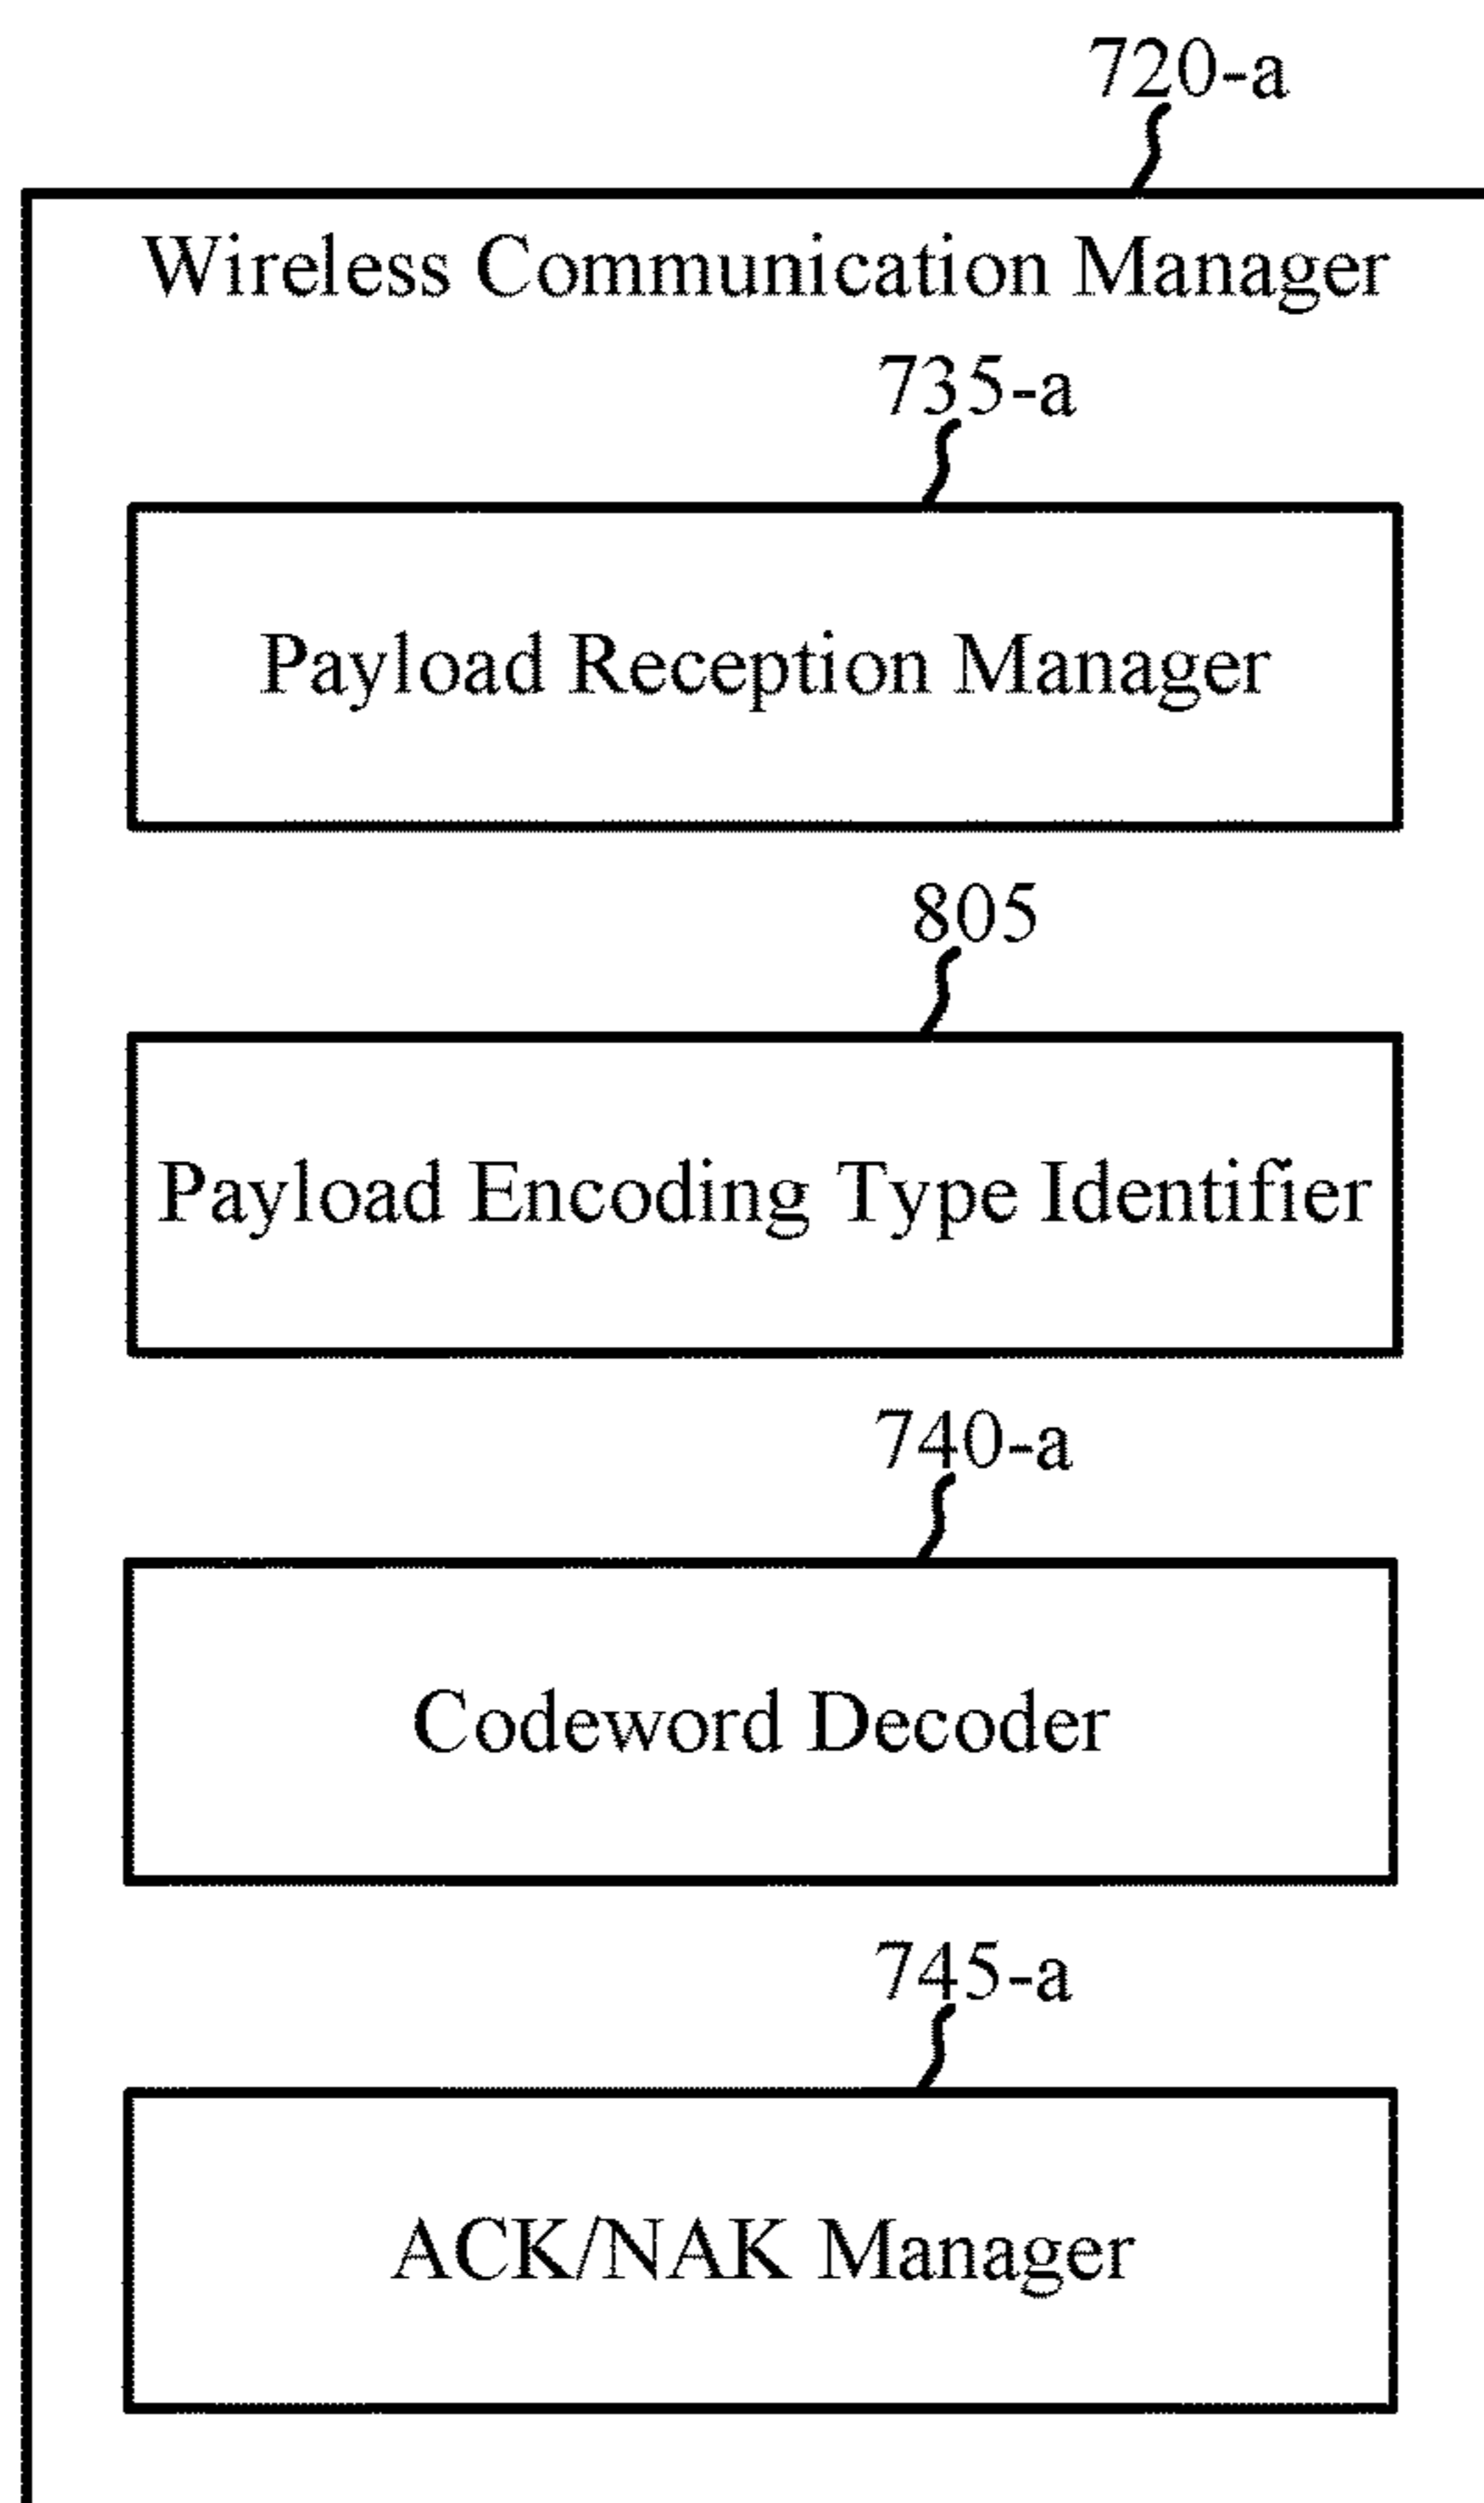 720-a
Wireless Communication Manager
735-a
Payload Reception Manager
805
Payload Encoding Type Identifier
740-a
Codeword Decoder
745-a
ACK/NAK Manager